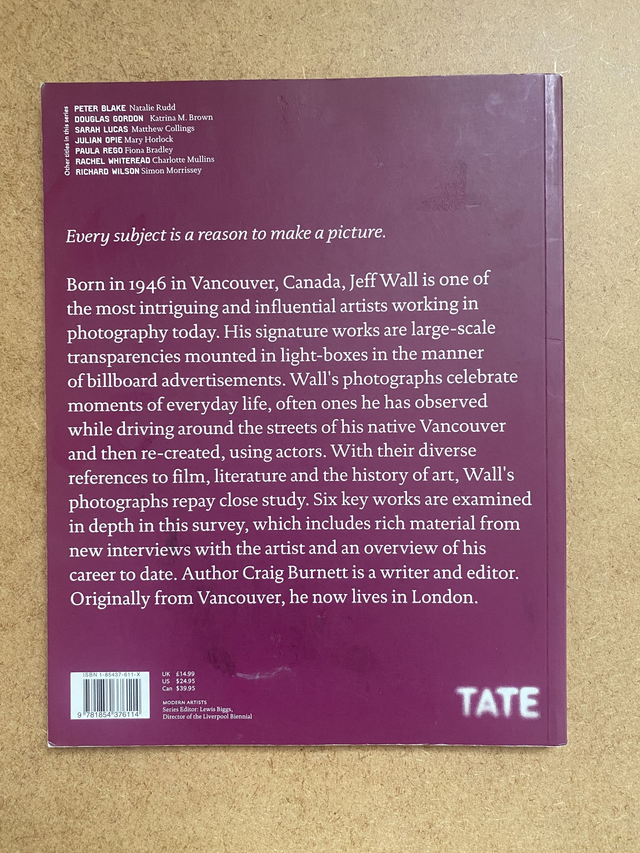 Other titles in this series
PETER BLAKE Natalie Rudd
DOUGLAS GORDON Katrina M. Brown
SARAH LUCAS Matthew Collings
JULIAN OPIE Mary Horlock
PAULA REGO Fiona Bradley
RACHEL WHITEREAD Charlotte Mullins
RICHARD WILSON Simon Morrissey
Every subject is a reason to make a picture.
Born in 1946 in Vancouver, Canada, Jeff Wall is one of
the most intriguing and influential artists working in
photography today. His signature works are large-scale
transparencies mounted in light-boxes in the manner
of billboard advertisements. Wall's photographs celebrate
moments of everyday life, often ones he has observed
while driving around the streets of his native Vancouver
and then re-created, using actors. With their diverse
references to film, literature and the history of art, Wall's
photographs repay close study. Six key works are examined
in depth in this survey, which includes rich material from
new interviews with the artist and an overview of his
career to date. Author Craig Burnett is a writer and editor.
Originally from Vancouver, he now lives in London.
ISBN 1-85437-611-X
9 781854 376114
UK £14.99
US $24.95
Can $39.95
MODERN ARTISTS
Series Editor: Lewis Biggs,
Director of the Liverpool Biennial
TATE